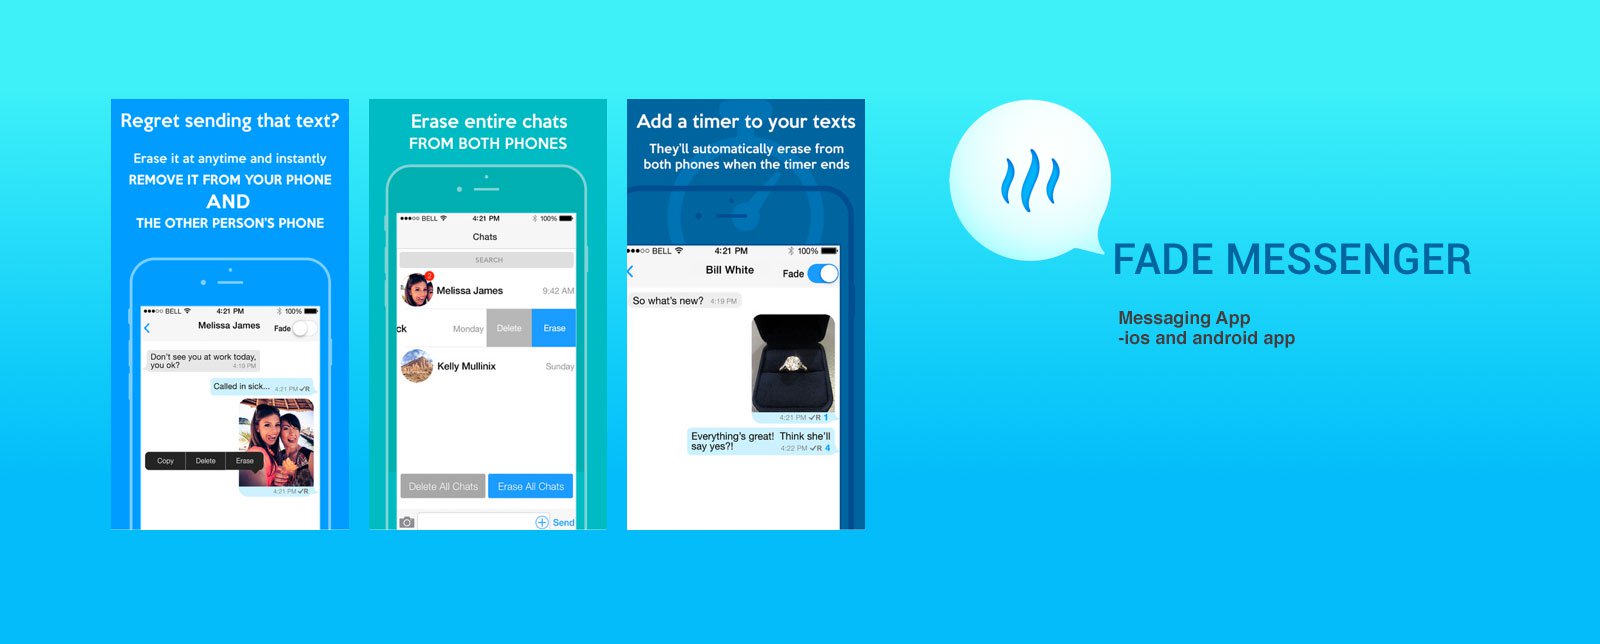 Regret sending that text?
Erase it at anytime and instantly
REMOVE IT FROM YOUR PHONE
AND
THE OTHER PERSON'S PHONE
BELL 4:21 PM 100%
Melissa James Fade
Don't see you at work today,
you ok? 4:19 PM
Called in sick... 4:21 PM ✓R
Copy Delete Erase
4:21 PM ✓R
Erase entire chats
FROM BOTH PHONES
BELL 4:21 PM 100%
Chats
SEARCH
Melissa James 9:42 AM
ck Monday Delete Erase
Kelly Mullinix Sunday
Delete All Chats Erase All Chats
Send
Add a timer to your texts
They'll automatically erase from
both phones when the timer ends
BELL 4:21 PM 100%
Bill White Fade
So what's new? 4:19 PM
4:21 PM ✓R 1
Everything's great! Think she'll
say yes?! 4:22 PM ✓R 4
FADE MESSENGER
Messaging App
-ios and android app